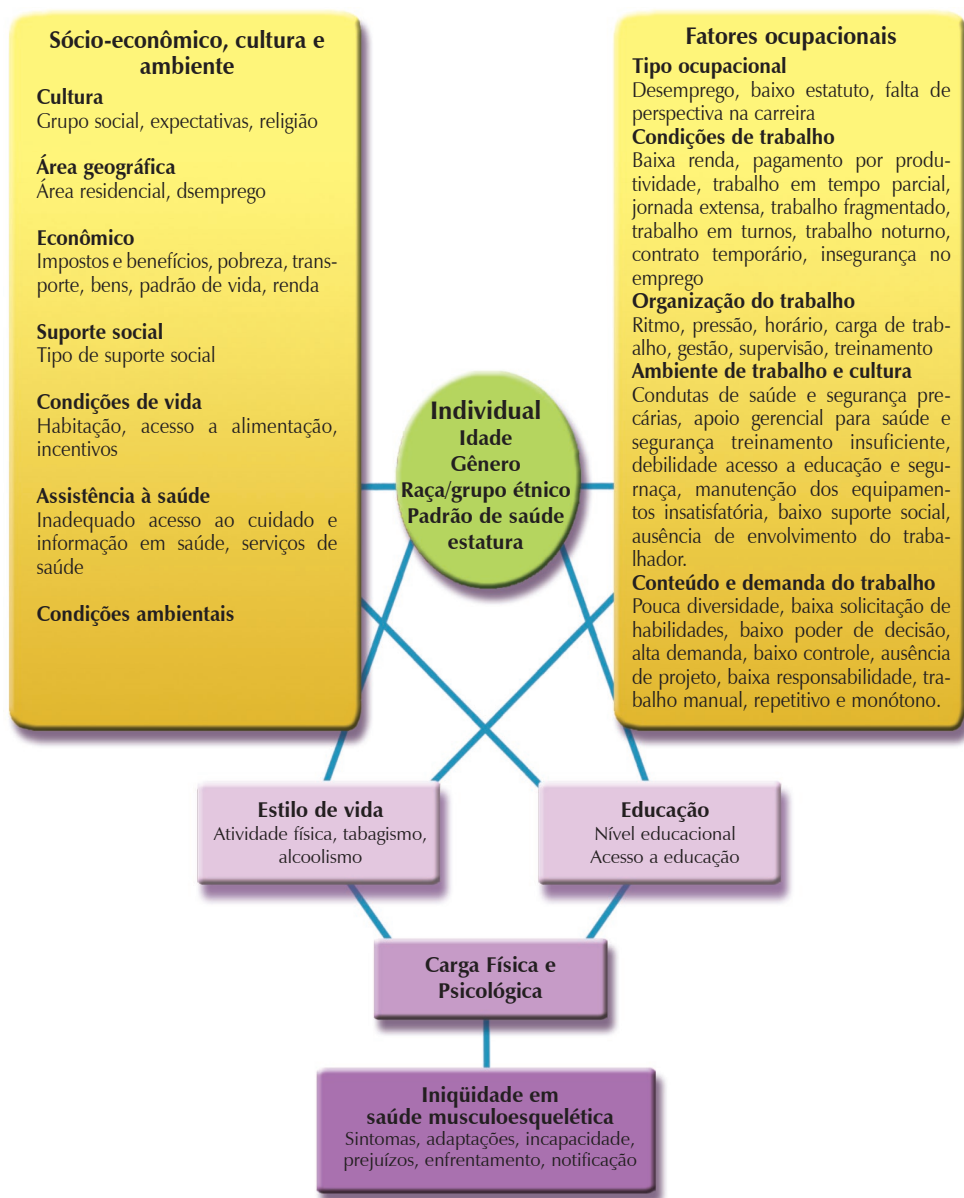 Sócio-econômico, cultura e
ambiente
Cultura
Grupo social, expectativas, religião
Área geográfica
Área residencial, dsemprego
Econômico
Impostos e benefícios, pobreza, trans-
porte, bens, padrão de vida, renda
Suporte social
Tipo de suporte social
Condições de vida
Habitação, acesso a alimentação,
incentivos
Assistência à saúde
Inadequado acesso ao cuidado e
informação em saúde, serviços de
saúde
Condições ambientais
Individual
Idade
Gênero
Raça/grupo étnico
Padrão de saúde
estatura
Fatores ocupacionais
Tipo ocupacional
Desemprego, baixo estatuto, falta de
perspectiva na carreira
Condições de trabalho
Baixa renda, pagamento por produ-
tividade, trabalho em tempo parcial,
jornada extensa, trabalho fragmentado,
trabalho em turnos, trabalho noturno,
contrato temporário, insegurança no
emprego
Organização do trabalho
Ritmo, pressão, horário, carga de trab-
alho, gestão, supervisão, treinamento
Ambiente de trabalho e cultura
Condutas de saúde e segurança pre-
cárias, apoio gerencial para saúde e
segurança treinamento insuficiente,
debilidade acesso a educação e segu-
rnaça, manutenção dos equipamen-
tos insatisfatória, baixo suporte social,
ausência de envolvimento do traba-
lhador.
Conteúdo e demanda do trabalho
Pouca diversidade, baixa solicitação de
habilidades, baixo poder de decisão,
alta demanda, baixo controle, ausência
de projeto, baixa responsabilidade, tra-
balho manual, repetitivo e monótono.
Estilo de vida
Atividade física, tabagismo,
alcoolismo
Educação
Nível educacional
Acesso a educação
Carga Física e
Psicológica
Iniqüidade em
saúde musculoesquelética
Sintomas, adaptações, incapacidade,
prejuízos, enfrentamento, notificação